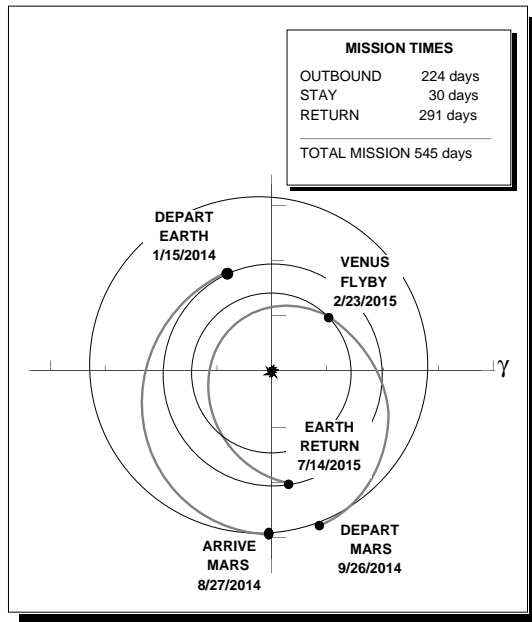 MISSION TIMES
OUTBOUND 224 days
STAY 30 days
RETURN 291 days
TOTAL MISSION 545 days
DEPART
EARTH
1/15/2014
VENUS
FLYBY
2/23/2015
γ
EARTH
RETURN
7/14/2015
ARRIVE
MARS
8/27/2014
DEPART
MARS
9/26/2014